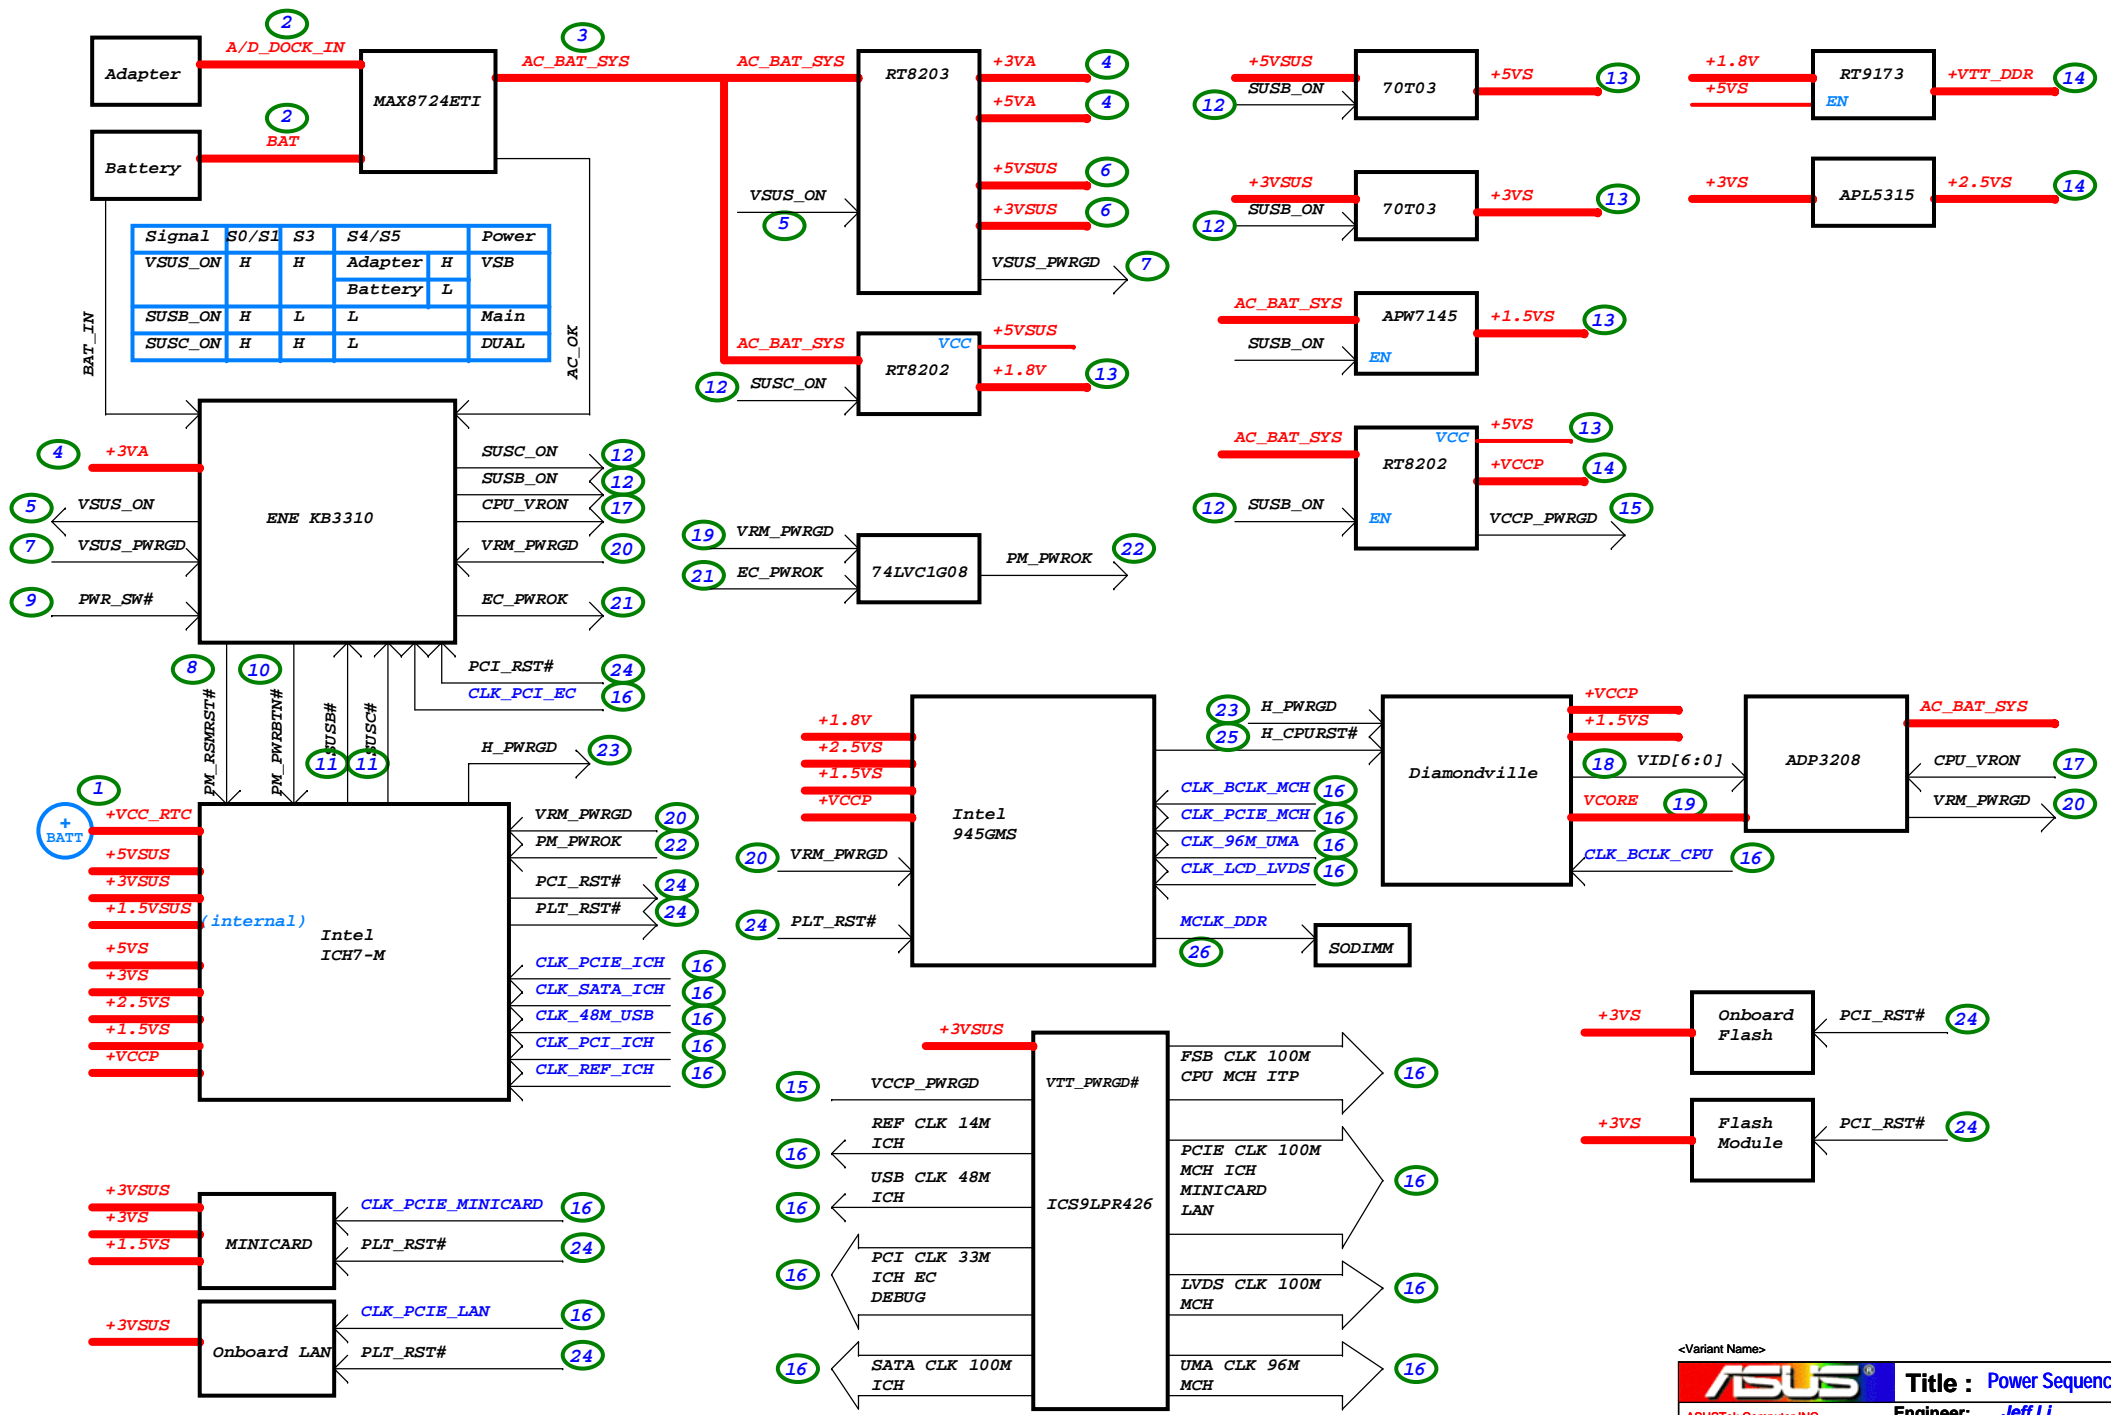 2
A/D_DOCK_IN
Adapter
2
BAT
Battery
MAX8724ETI
3
AC_BAT_SYS
AC_BAT_SYS
RT8203
+3VA
4
+5VA
4
+5VSUS
6
+3VSUS
6
VSUS_ON
5
VSUS_PWRGD
7
AC_BAT_SYS
VCC
RT8202
+5VSUS
+1.8V
13
12
SUSC_ON
+5VSUS
SUSB_ON
12
70T03
+5VS
13
+3VSUS
SUSB_ON
12
70T03
+3VS
13
AC_BAT_SYS
SUSB_ON
APW7145
EN
+1.5VS
13
AC_BAT_SYS
12
SUSB_ON
VCC
RT8202
EN
+5VS
13
+VCCP
14
VCCP_PWRGD
15
+1.8V
+5VS
RT9173
EN
+VTT_DDR
14
+3VS
APL5315
+2.5VS
14
Signal S0/S1 S3 S4/S5 Power
VSUS_ON H H Adapter H VSB
Battery L
SUSB_ON H L L Main
SUSC_ON H H L DUAL
BAT_IN
AC_OK
4
+3VA
5
VSUS_ON
7
VSUS_PWRGD
9
PWR_SW#
ENE KB3310
SUSC_ON
12
SUSB_ON
12
CPU_VRON
17
VRM_PWRGD
20
EC_PWROK
21
PCI_RST#
24
CLK_PCI_EC
16
8
PM_RSMRST#
10
PM_PWRBTN#
11
SUSB#
11
SUSC#
H_PWRGD
23
19
VRM_PWRGD
21
EC_PWROK
74LVC1G08
PM_PWROK
22
1
+
BATT
+VCC_RTC
+5VSUS
+3VSUS
+1.5VSUS
(internal)
+5VS
+3VS
+2.5VS
+1.5VS
+VCCP
Intel
ICH7-M
VRM_PWRGD
20
PM_PWROK
22
PCI_RST#
24
PLT_RST#
24
CLK_PCIE_ICH
16
CLK_SATA_ICH
16
CLK_48M_USB
16
CLK_PCI_ICH
16
CLK_REF_ICH
16
+1.8V
+2.5VS
+1.5VS
+VCCP
20
VRM_PWRGD
24
PLT_RST#
Intel
945GMS
23
H_PWRGD
25
H_CPURST#
CLK_BCLK_MCH
16
CLK_PCIE_MCH
16
CLK_96M_UMA
16
CLK_LCD_LVDS
16
MCLK_DDR
26
SODIMM
Diamondville
+VCCP
+1.5VS
18
VID[6:0]
VCORE
19
CLK_BCLK_CPU
16
ADP3208
AC_BAT_SYS
CPU_VRON
17
VRM_PWRGD
20
+3VSUS
15
VCCP_PWRGD
VTT_PWRGD#
REF CLK 14M
ICH
16
USB CLK 48M
ICH
16
PCI CLK 33M
ICH EC
DEBUG
16
SATA CLK 100M
ICH
16
ICS9LPR426
FSB CLK 100M
CPU MCH ITP
16
PCIE CLK 100M
MCH ICH
MINICARD
LAN
16
LVDS CLK 100M
MCH
16
UMA CLK 96M
MCH
16
+3VS
Onboard
Flash
PCI_RST#
24
+3VS
Flash
Module
PCI_RST#
24
+3VSUS
+3VS
+1.5VS
MINICARD
CLK_PCIE_MINICARD
16
PLT_RST#
24
+3VSUS
Onboard LAN
CLK_PCIE_LAN
16
PLT_RST#
24
<Variant Name>
ASUS®
Title : Power Sequenc
Engineer: Jeff Li